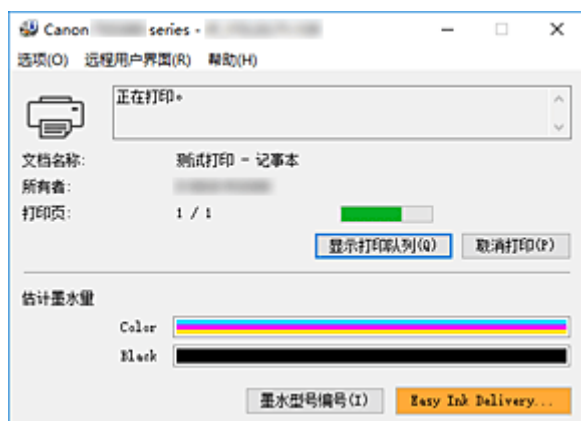 Canon series -
选项(O) 远程用户界面(R) 帮助(H)
正在打印。
文档名称: 测试打印 - 记事本
所有者:
打印页: 1 / 1
显示打印队列(Q) 取消打印(P)
估计墨水量
Color
Black
墨水型号编号(I) Easy Ink Delivery...